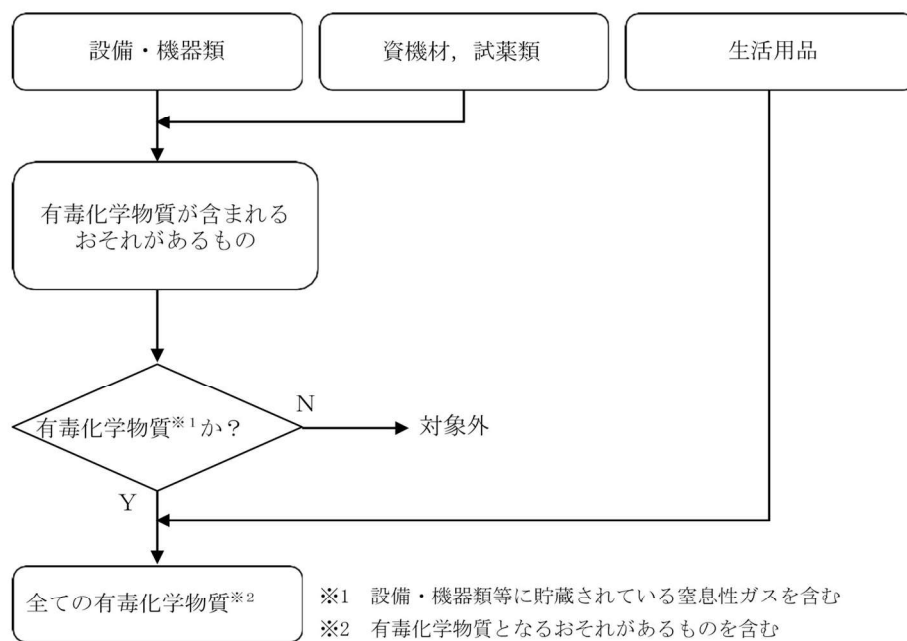 設備・機器類
資機材，試薬類
生活用品
有毒化学物質が含まれる
おそれがあるもの
有毒化学物質※1か？
N
対象外
Y
全ての有毒化学物質※2
※1　設備・機器類等に貯蔵されている窒息性ガスを含む
※2　有毒化学物質となるおそれがあるものを含む